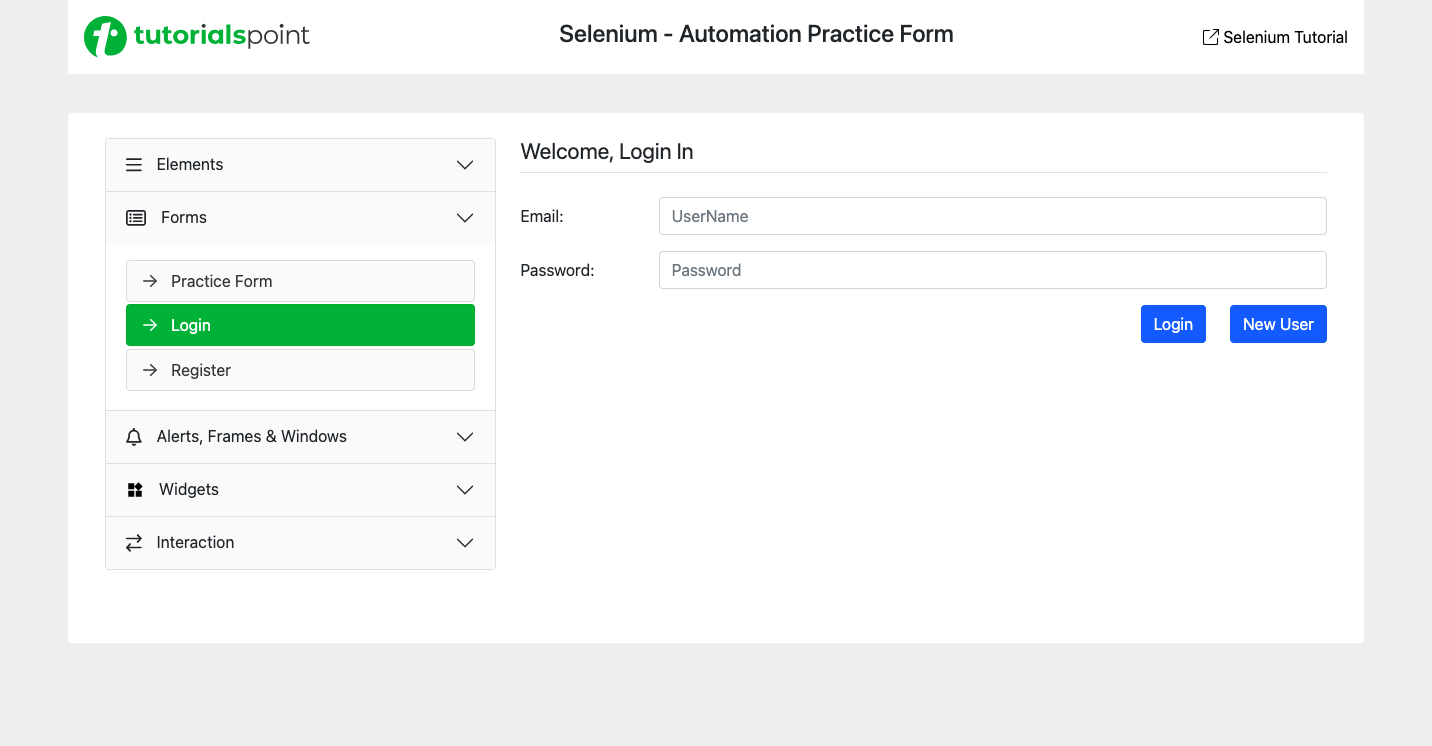 tutorialspoint
Selenium - Automation Practice Form
Selenium Tutorial
Elements
Forms
Practice Form
Login
Register
Alerts, Frames & Windows
Widgets
Interaction
Welcome, Login In
Email: UserName
Password: Password
Login New User